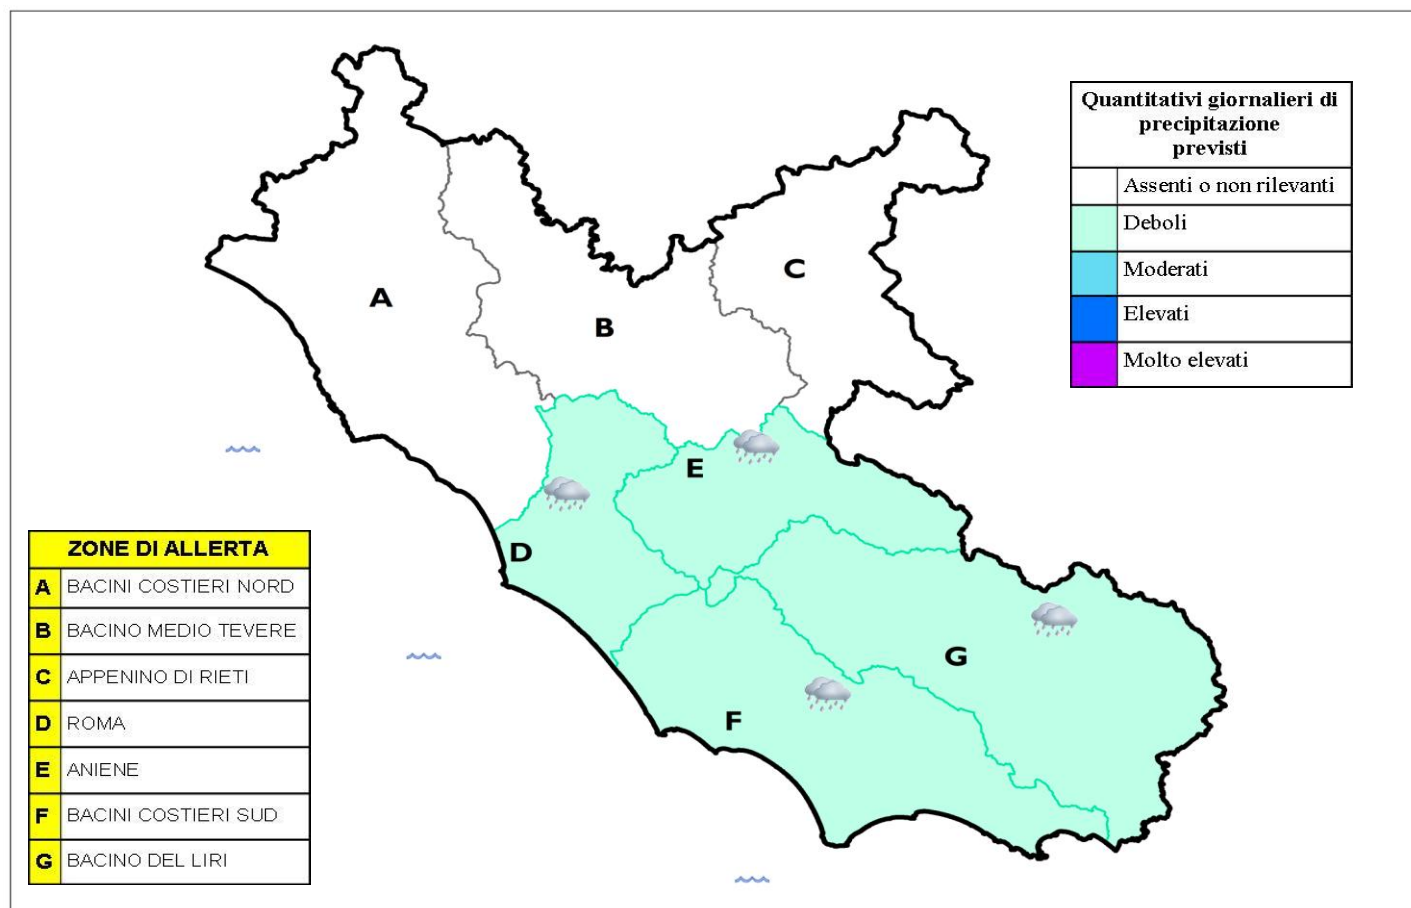 Quantitativi giornalieri di
precipitazione
previsti
Assenti o non rilevanti
Deboli
Moderati
Elevati
Molto elevati
A
B
C
E
D
G
F
ZONE DI ALLERTA
A BACINI COSTIERI NORD
B BACINO MEDIO TEVERE
C APPENINO DI RIETI
D ROMA
E ANIENE
F BACINI COSTIERI SUD
G BACINO DEL LIRI